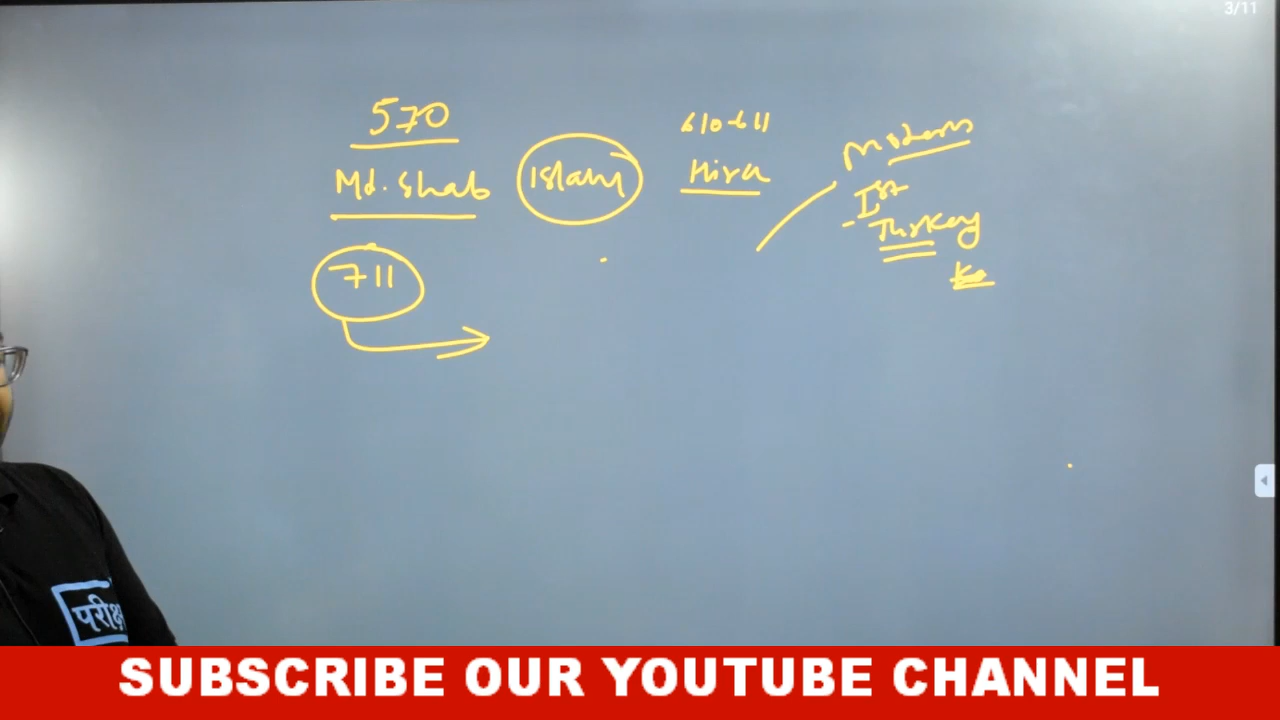 3/11
570
Md. Shab
Islam
610-611
Hira
Modern
Ist
- Turkey
711
परीक्ष
SUBSCRIBE OUR YOUTUBE CHANNEL